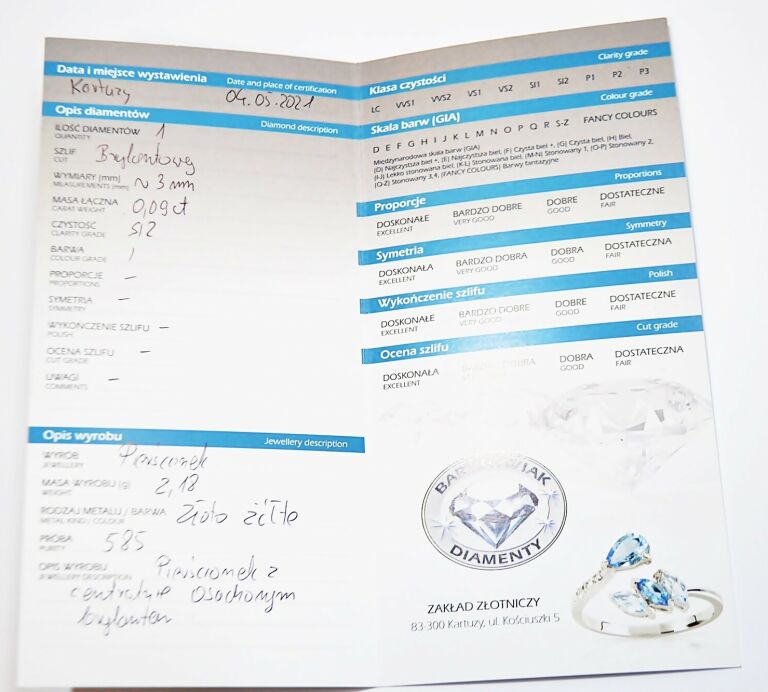 Data i miejsce wystawienia Date and place of certification
Kartuzy 04.05.2021
Opis diamentów Diamond description
ILOŚĆ DIAMENTÓW 1
QUANTITY
SZLIF Brylantowy
CUT
WYMIARY (mm) ~ 3 mm
MEASUREMENTS (mm)
MASA ŁĄCZNA 0,09 ct
CARAT WEIGHT
CZYSTOŚĆ SI2
CLARITY GRADE
BARWA
COLOUR GRADE
PROPORCJE —
PROPORTIONS
SYMETRIA —
SYMMETRY
WYKOŃCZENIE SZLIFU —
POLISH
OCENA SZLIFU —
CUT GRADE
UWAGI —
COMMENTS
Opis wyrobu Jewellery description
WYRÓB Pierścionek
JEWELLERY
MASA WYROBU (g) 2,18
WEIGHT
RODZAJ METALU / BARWA Złoto żółte
METAL KIND / COLOUR
PRÓBA 585
PURITY
OPIS WYROBU Pierścionek z
JEWELLERY DESCRIPTION
centralnie osadzonym
brylantem
Klasa czystości Clarity grade
LC VVS1 VVS2 VS1 VS2 SI1 SI2 P1 P2 P3
Skala barw (GIA) Colour grade
D E F G H I J K L M N O P Q R S-Z FANCY COLOURS
Międzynarodowa skala barw (GIA)
(D) Najczystsza biel +, (E) Najczystsza biel, (F) Czysta biel +, (G) Czysta biel, (H) Biel,
(I-J) Lekko stonowana biel, (K-L) Stonowana biel, (M-N) Stonowany 1, (O-P) Stonowany 2,
(Q-Z) Stonowany 3,4, (FANCY COLOURS) Barwy fantazyjne
Proporcje Proportions
DOSKONAŁE BARDZO DOBRE DOBRE DOSTATECZNE
EXCELLENT VERY GOOD GOOD FAIR
Symetria Symmetry
DOSKONAŁA BARDZO DOBRA DOBRA DOSTATECZNA
EXCELLENT VERY GOOD GOOD FAIR
Wykończenie szlifu Polish
DOSKONAŁE BARDZO DOBRE DOBRE DOSTATECZNE
EXCELLENT VERY GOOD GOOD FAIR
Ocena szlifu Cut grade
DOSKONAŁA BARDZO DOBRA DOBRA DOSTATECZNA
EXCELLENT VERY GOOD GOOD FAIR
DIAMENTY
ZAKŁAD ZŁOTNICZY
83-300 Kartuzy, ul. Kościuszki 5